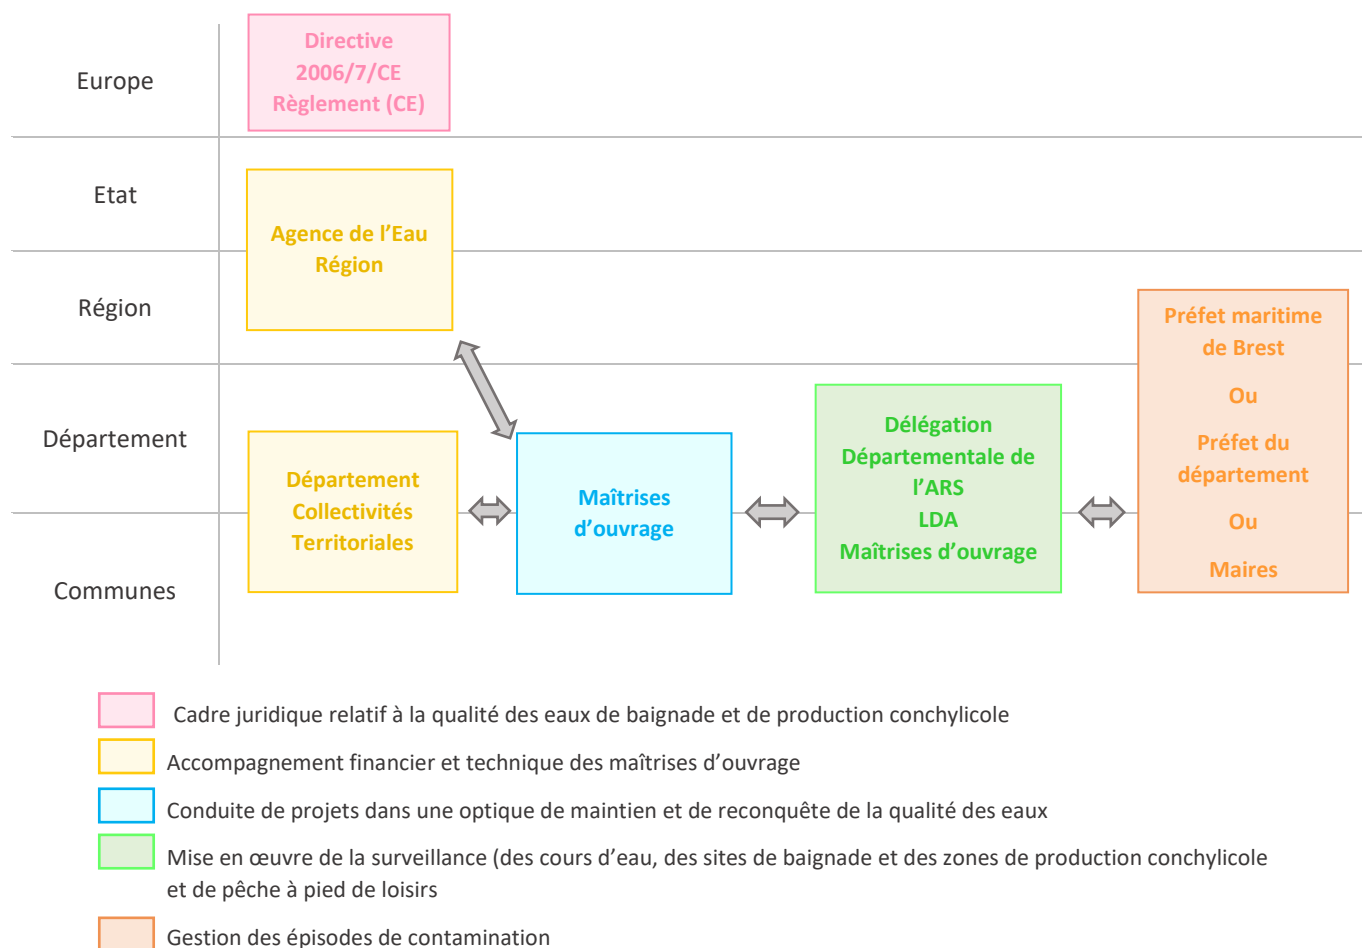 Europe
Directive
2006/7/CE
Règlement (CE)
Etat
Agence de l’Eau
Région
Région
Préfet maritime
de Brest
Ou
Préfet du
département
Ou
Maires
Département
Département
Collectivités
Territoriales
Maîtrises
d’ouvrage
Délégation
Départementale de
l’ARS
LDA
Maîtrises d’ouvrage
Communes
Cadre juridique relatif à la qualité des eaux de baignade et de production conchylicole
Accompagnement financier et technique des maîtrises d’ouvrage
Conduite de projets dans une optique de maintien et de reconquête de la qualité des eaux
Mise en œuvre de la surveillance (des cours d’eau, des sites de baignade et des zones de production conchylicole
et de pêche à pied de loisirs
Gestion des épisodes de contamination